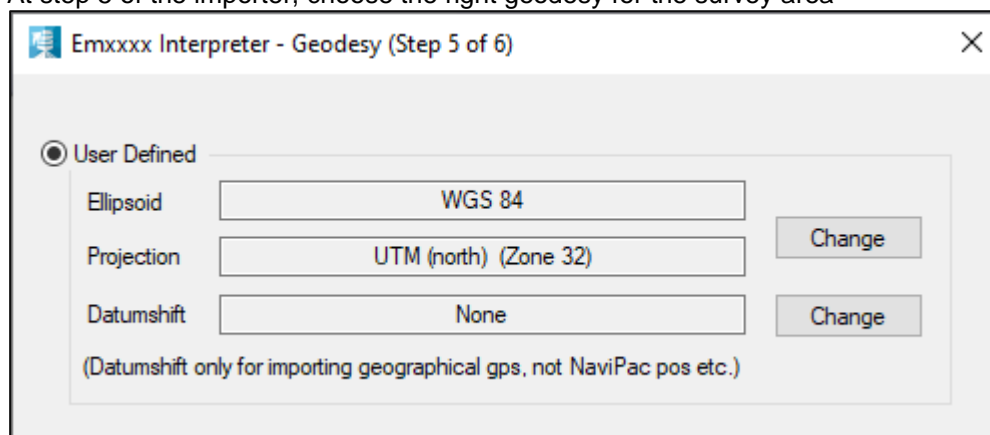 At step 5 of the importer, choose the right geodesy for the survey area
Emxxxx Interpreter - Geodesy (Step 5 of 6)
User Defined
Ellipsoid WGS 84
Change
Projection UTM (north) (Zone 32)
Datumshift None Change
(Datumshift only for importing geographical gps, not NaviPac pos etc.)